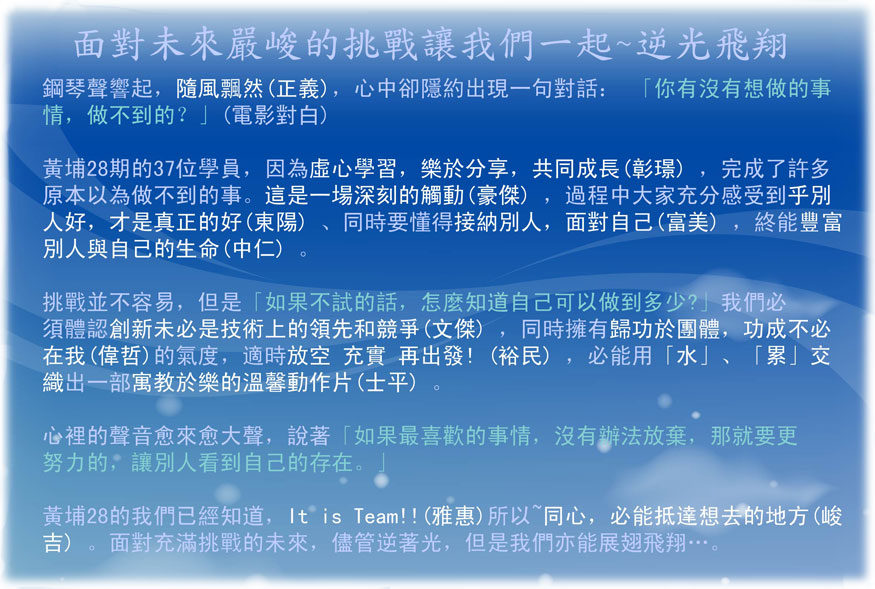 面對未來嚴峻的挑戰讓我們一起~逆光飛翔
鋼琴聲響起，隨風飄然(正義)，心中卻隱約出現一句對話： 「你有沒有想做的事
情，做不到的？」(電影對白)
黃埔28期的37位學員，因為虛心學習，樂於分享，共同成長(彰璟) ，完成了許多
原本以為做不到的事。這是一場深刻的觸動(豪傑) ，過程中大家充分感受到乎別
人好，才是真正的好(東陽) 、同時要懂得接納別人，面對自己(富美) ，終能豐富
別人與自己的生命(中仁) 。
挑戰並不容易，但是「如果不試的話，怎麼知道自己可以做到多少?」我們必
須體認創新未必是技術上的領先和競爭(文傑) ，同時擁有歸功於團體，功成不必
在我(偉哲)的氣度，適時放空 充實 再出發! (裕民) ，必能用「水」、「累」交
織出一部寓教於樂的溫馨動作片(士平) 。
心裡的聲音愈來愈大聲，說著「如果最喜歡的事情，沒有辦法放棄，那就要更
努力的，讓別人看到自己的存在。」
黃埔28的我們已經知道，It is Team!!(雅惠)所以~同心，必能抵達想去的地方(峻
吉) 。面對充滿挑戰的未來，儘管逆著光，但是我們亦能展翅飛翔…。